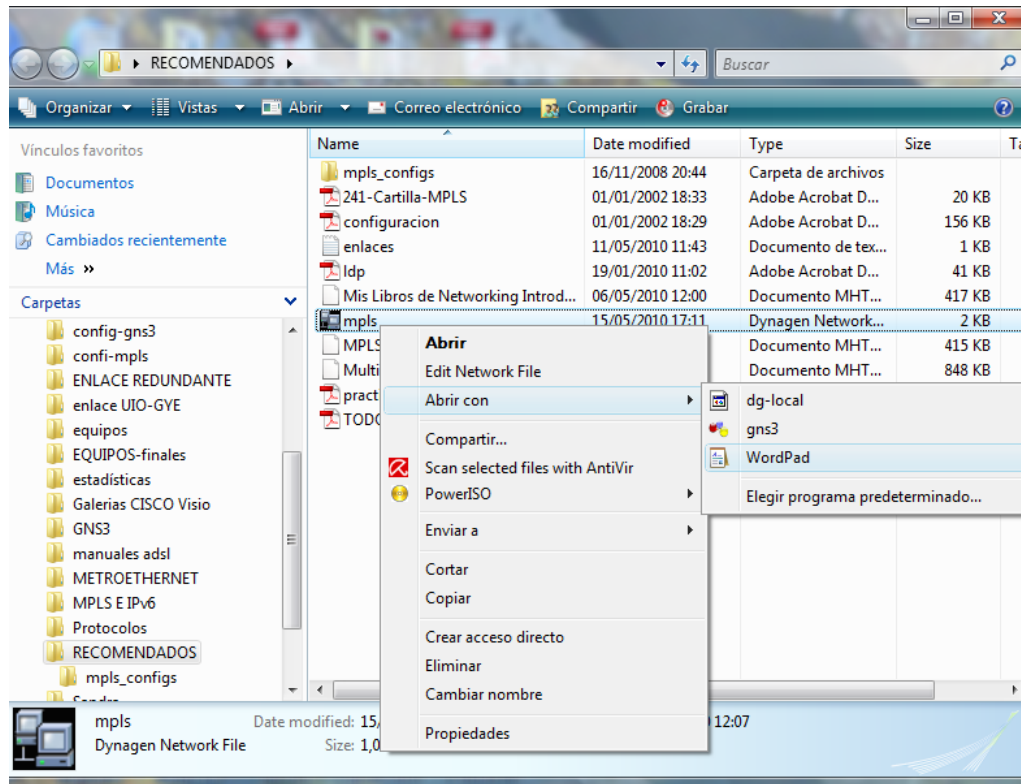 RECOMENDADOS
Buscar
Organizar Vistas Abrir Correo electrónico Compartir Grabar
Vínculos favoritos
Documentos
Música
Cambiados recientemente
Más »
Carpetas
config-gns3
confi-mpls
ENLACE REDUNDANTE
enlace UIO-GYE
equipos
EQUIPOS-finales
estadísticas
Galerias CISCO Visio
GNS3
manuales adsl
METROETHERNET
MPLS E IPv6
Protocolos
RECOMENDADOS
mpls_configs
Name Date modified Type Size
mpls_configs 16/11/2008 20:44 Carpeta de archivos
241-Cartilla-MPLS 01/01/2002 18:33 Adobe Acrobat D... 20 KB
configuracion 01/01/2002 18:29 Adobe Acrobat D... 156 KB
enlaces 11/05/2010 11:43 Documento de tex... 1 KB
ldp 19/01/2010 11:02 Adobe Acrobat D... 41 KB
Mis Libros de Networking Introd... 06/05/2010 12:00 Documento MHT... 417 KB
mpls 15/05/2010 17:11 Dynagen Network... 2 KB
MPLS Documento MHT... 415 KB
Multi Documento MHT... 848 KB
pract
TODO
Abrir
Edit Network File
Abrir con
Compartir...
Scan selected files with AntiVir
PowerISO
Enviar a
Cortar
Copiar
Crear acceso directo
Eliminar
Cambiar nombre
Propiedades
dg-local
gns3
WordPad
Elegir programa predeterminado...
mpls Date modified: 15/ 12:07
Dynagen Network File Size: 1,0